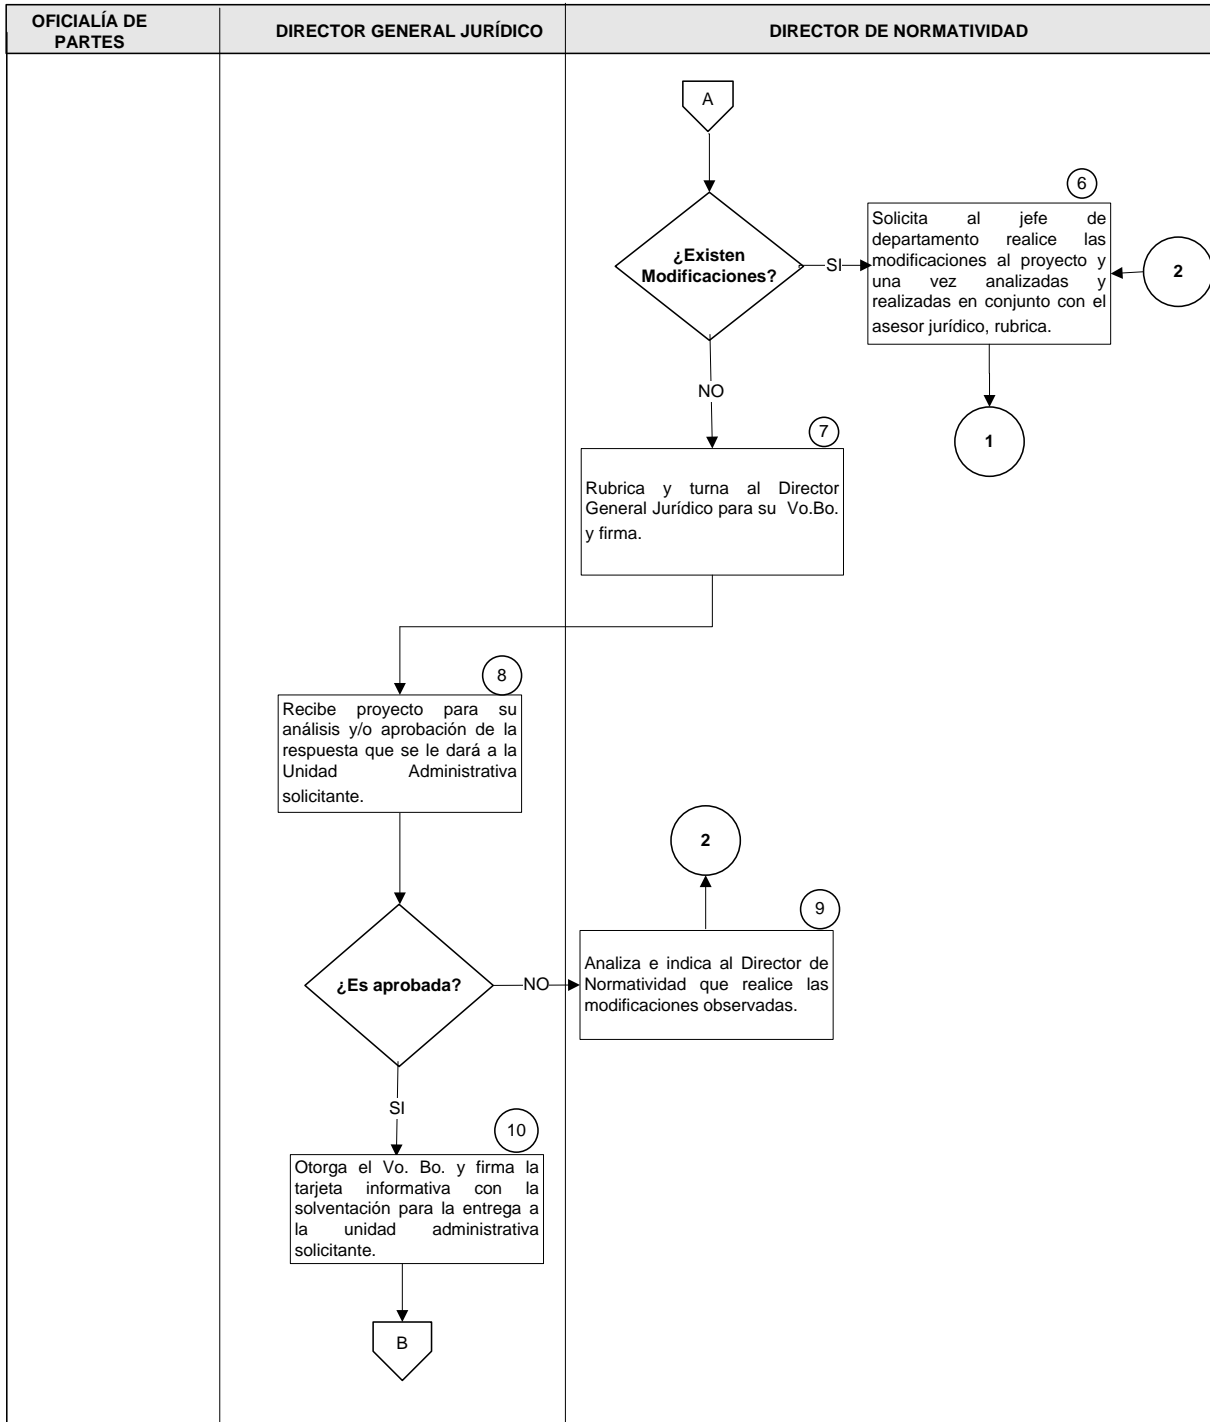 OFICIALÍA DE
PARTES
DIRECTOR GENERAL JURÍDICO
DIRECTOR DE NORMATIVIDAD
A
¿Existen
Modificaciones?
SI
6
Solicita al jefe de
departamento realice las
modificaciones al proyecto y
una vez analizadas y
realizadas en conjunto con el
asesor jurídico, rubrica.
2
1
NO
7
Rubrica y turna al Director
General Jurídico para su Vo.Bo.
y firma.
8
Recibe proyecto para su
análisis y/o aprobación de la
respuesta que se le dará a la
Unidad Administrativa
solicitante.
2
9
¿Es aprobada?
NO
Analiza e indica al Director de
Normatividad que realice las
modificaciones observadas.
SI
10
Otorga el Vo. Bo. y firma la
tarjeta informativa con la
solventación para la entrega a
la unidad administrativa
solicitante.
B